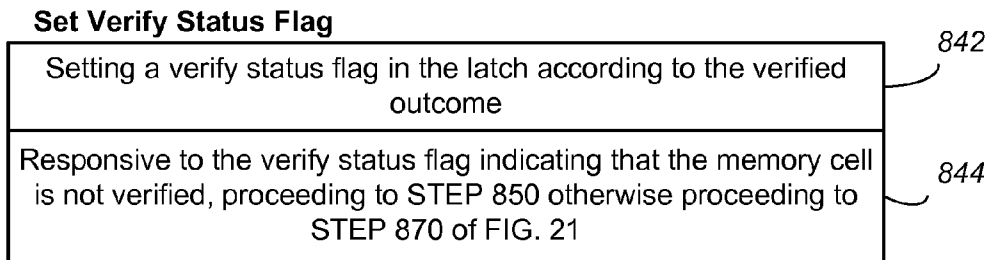 Set Verify Status Flag
842
Setting a verify status flag in the latch according to the verified
outcome
Responsive to the verify status flag indicating that the memory cell
844
is not verified, proceeding to STEP 850 otherwise proceeding to
STEP 870 of FIG. 21